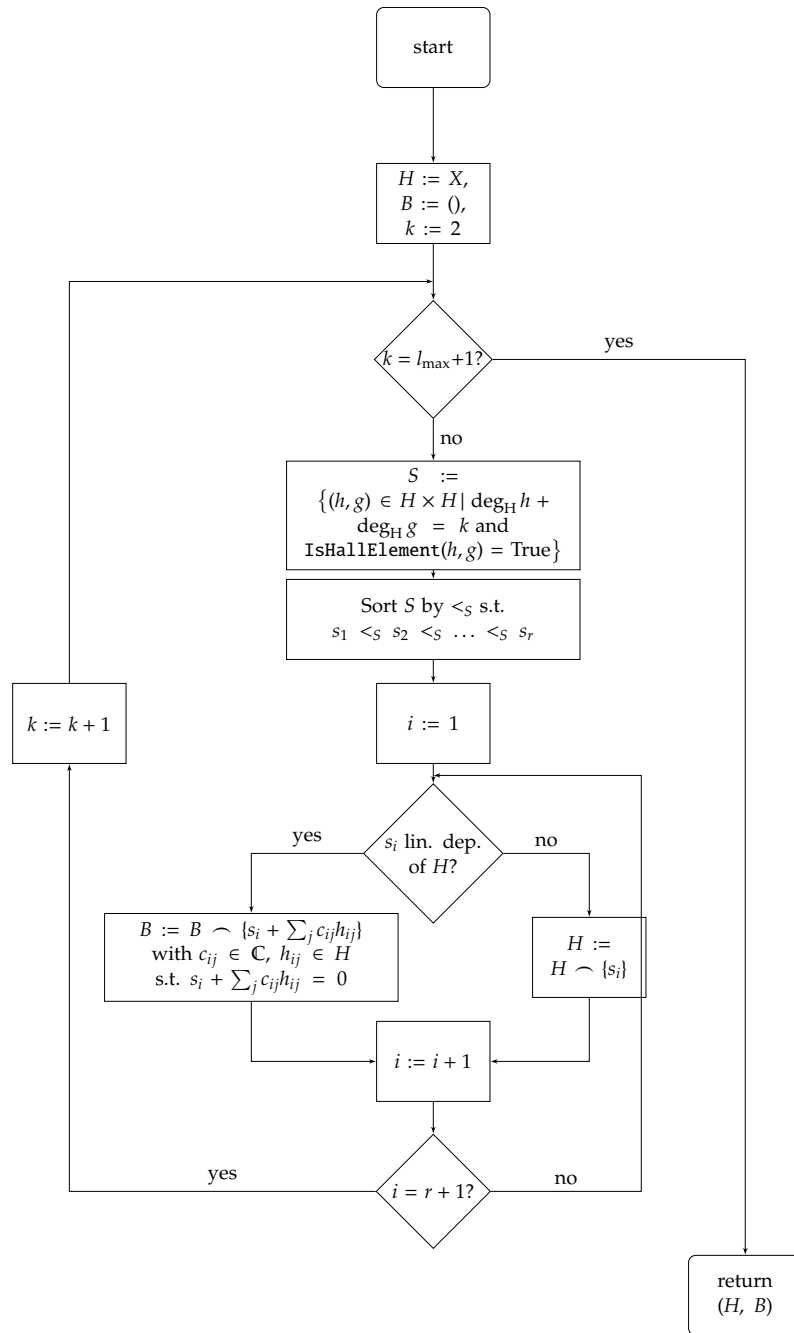 start
H := X,
B := (),
k := 2
k = l_max+1?
yes
no
S :=
{(h, g) ∈ H × H | deg_H h +
deg_H g = k and
IsHallElement(h, g) = True}
Sort S by <_S s.t.
s_1 <_S s_2 <_S … <_S s_r
k := k + 1
i := 1
yes
s_i lin. dep.
of H?
no
B := B ⌢ {s_i + ∑_j c_ij h_ij}
with c_ij ∈ ℂ, h_ij ∈ H
s.t. s_i + ∑_j c_ij h_ij = 0
H :=
H ⌢ {s_i}
i := i + 1
yes
i = r + 1?
no
return
(H, B)